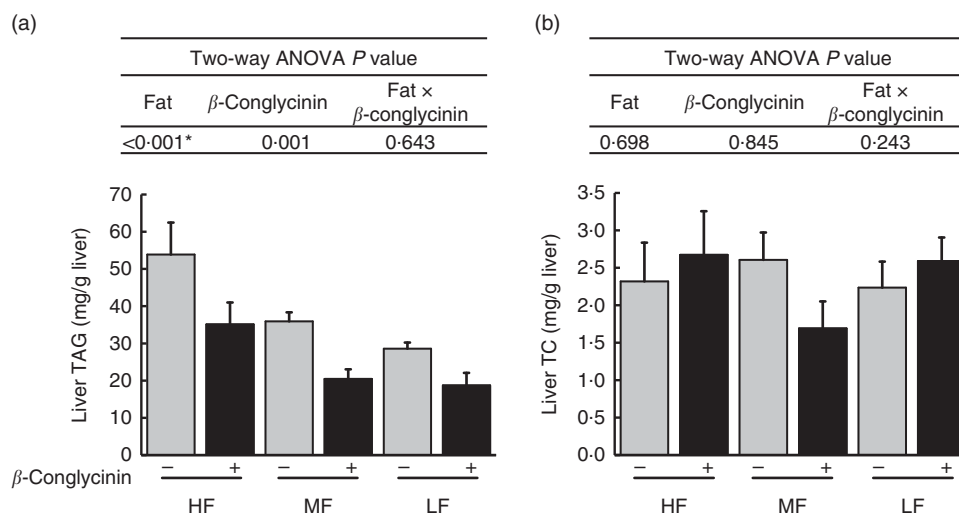 (a)
Two-way ANOVA P value
Fat β-Conglycinin Fat × β-conglycinin
<0·001* 0·001 0·643
Liver TAG (mg/g liver)
70
60
50
40
30
20
10
0
β-Conglycinin − + − + − +
HF MF LF
(b)
Two-way ANOVA P value
Fat β-Conglycinin Fat × β-conglycinin
0·698 0·845 0·243
Liver TC (mg/g liver)
3·5
3·0
2·5
2·0
1·5
1·0
0·5
0·0
− + − + − +
HF MF LF